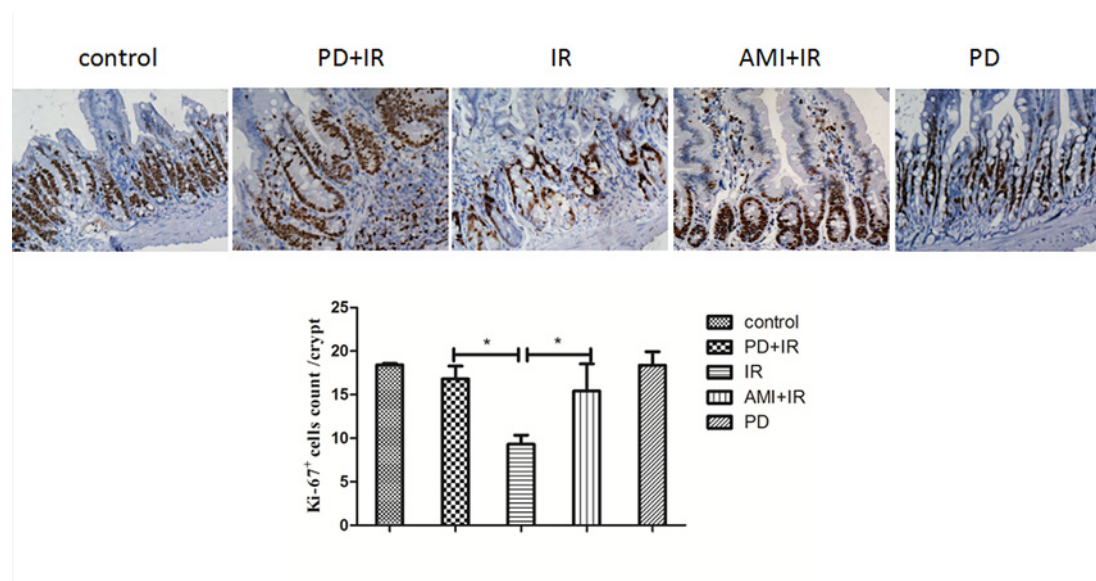 control PD+IR IR AMI+IR PD
25
20
15
10
5
0
Ki-67+ cells count /crypt
* *
control
PD+IR
IR
AMI+IR
PD